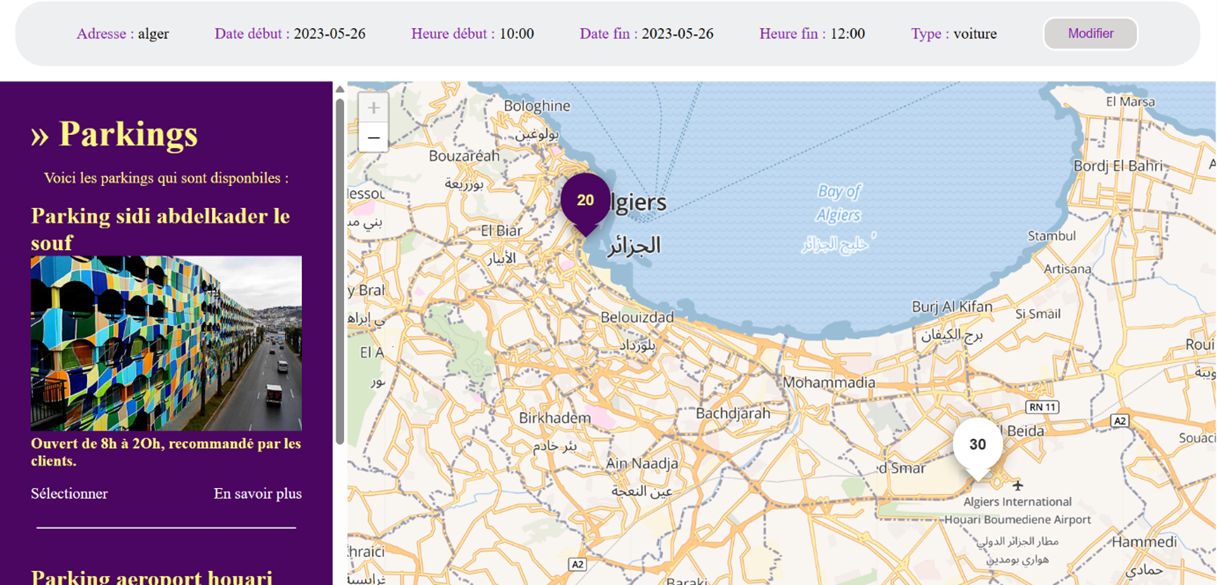 Adresse : alger Date début : 2023-05-26 Heure début : 10:00 Date fin : 2023-05-26 Heure fin : 12:00 Type : voiture Modifier
» Parkings
Voici les parkings qui sont disponbiles :
Parking sidi abdelkader le
souf
Ouvert de 8h à 2Oh, recommandé par les
clients.
Sélectionner En savoir plus
Parking aeroport houari
+
−
Bologhine
بولوغين
Bouzaréah
بوزريعة
20
lgiers
الجزائر
El Biar
الأبيار
Bay of
Algiers
خليج الجزائر
El Marsa
Bordj El Bahri
Stambul
Artisana
Burj Al Kifan
برج الكيفان
Si Smail
Belouizdad
بلوزداد
El A
Mohammadia
Birkhadem
بئر خادم
Bachdjarah
RN 11
A2
30
l Beida
Ain Naadja
عين النعجة
d Smar
Algiers International
Houari Boumediene Airport
مطار الجزائر الدولي
هواري بومدين
Hammedi
حمادي
A2
Baraki